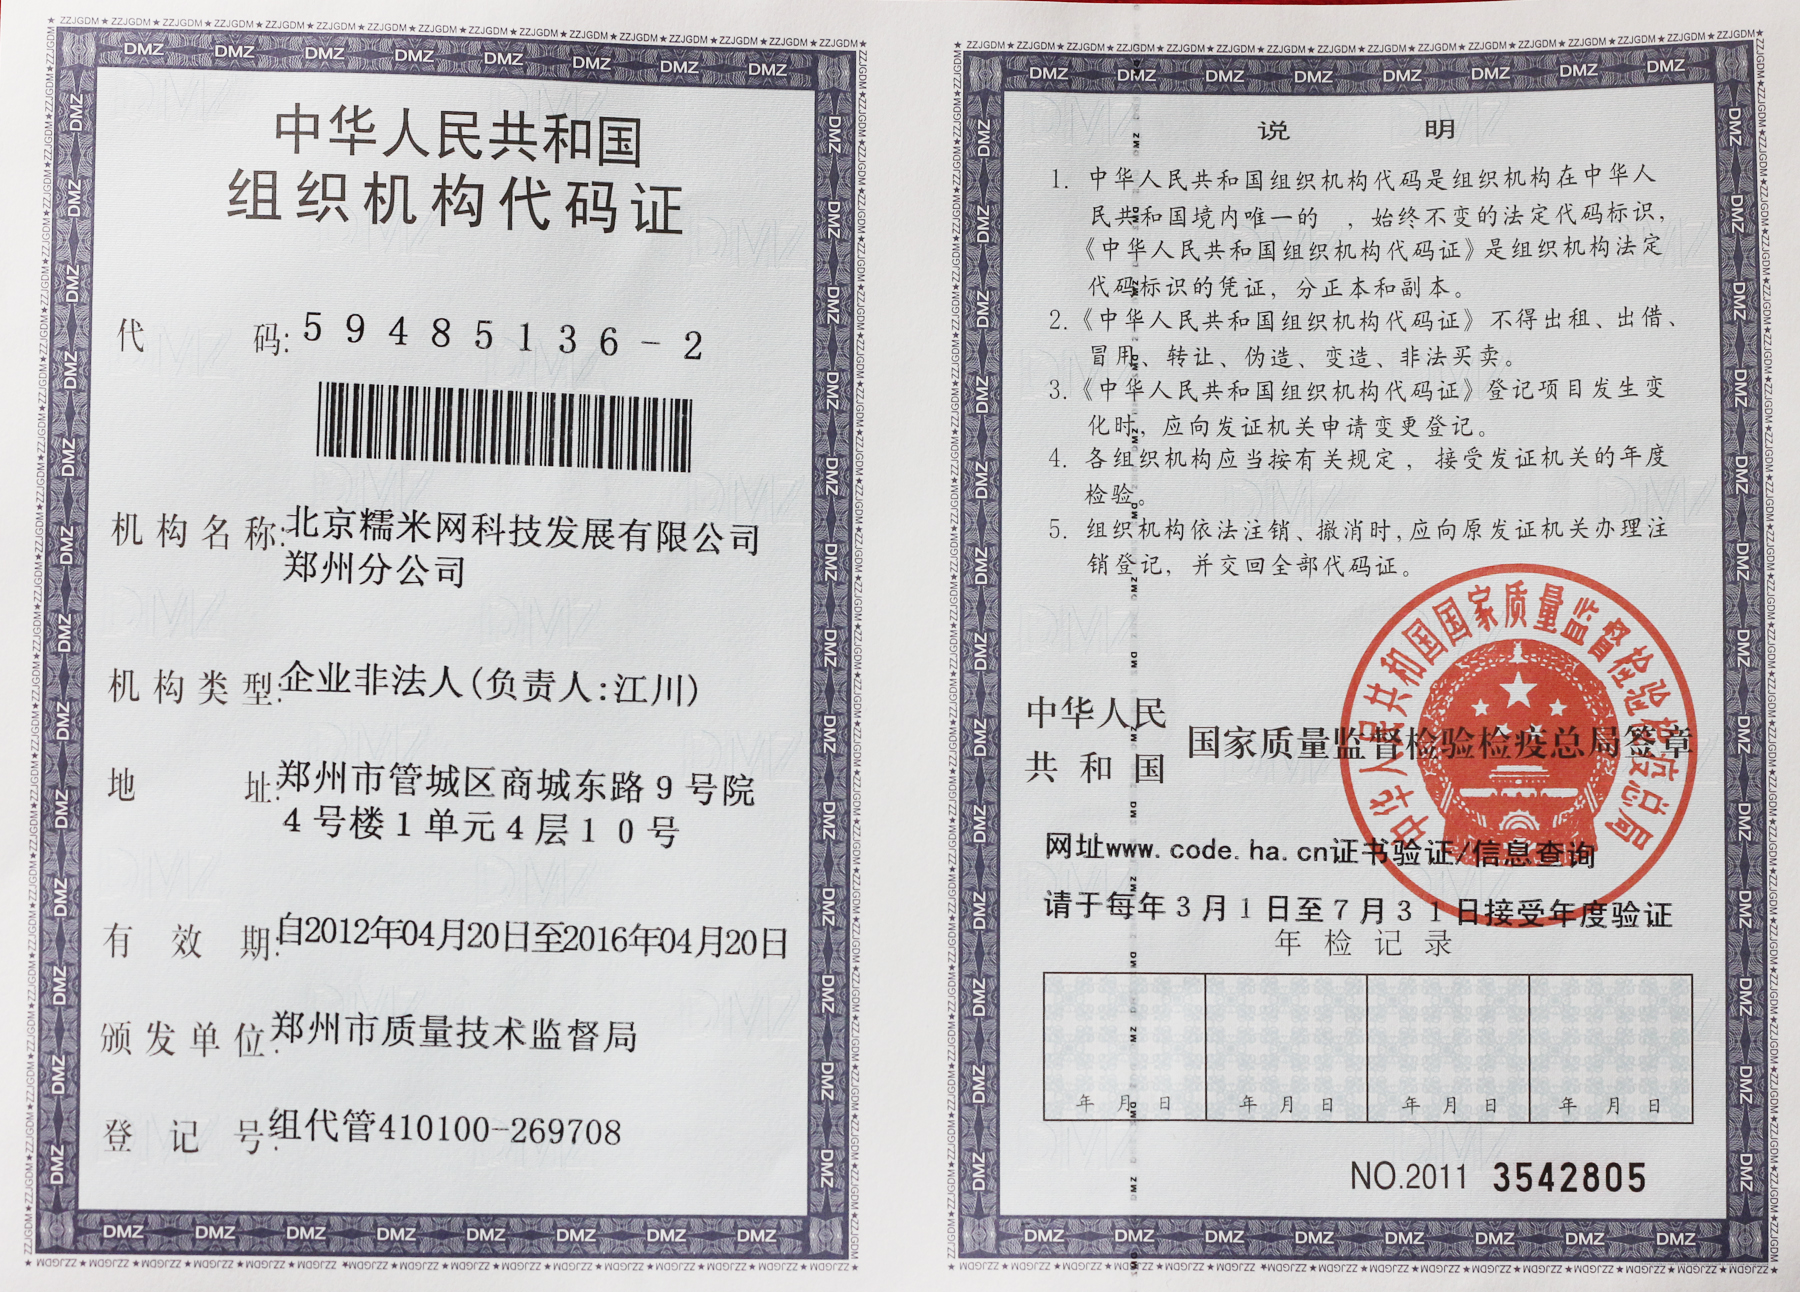 中华人民共和国
组织机构代码证
代 码: 59485136-2
机构名称: 北京糯米网科技发展有限公司
郑州分公司
机构类型: 企业非法人(负责人:江川)
地 址: 郑州市管城区商城东路9号院
4号楼1单元4层10号
有 效 期: 自2012年04月20日至2016年04月20日
颁发单位: 郑州市质量技术监督局
登 记 号: 组代管410100-269708
说 明
1. 中华人民共和国组织机构代码是组织机构在中华人
民共和国境内唯一的 ，始终不变的法定代码标识，
《中华人民共和国组织机构代码证》是组织机构法定
代码标识的凭证，分正本和副本。
2.《中华人民共和国组织机构代码证》不得出租、出借、
冒用、转让、伪造、变造、非法买卖。
3.《中华人民共和国组织机构代码证》登记项目发生变
化时，应向发证机关申请变更登记。
4. 各组织机构应当按有关规定，接受发证机关的年度
检验。
5. 组织机构依法注销、撤消时,应向原发证机关办理注
销登记，并交回全部代码证。
中华人民
共和国
国家质量监督检验检疫总局签章
中华人民共和国国家质量监督检验检疫总局
网址www.code.ha.cn证书验证/信息查询
请于每年3月1日至7月31日接受年度验证
年检记录
年 月 日 年 月 日 年 月 日 年 月 日
NO.2011 3542805